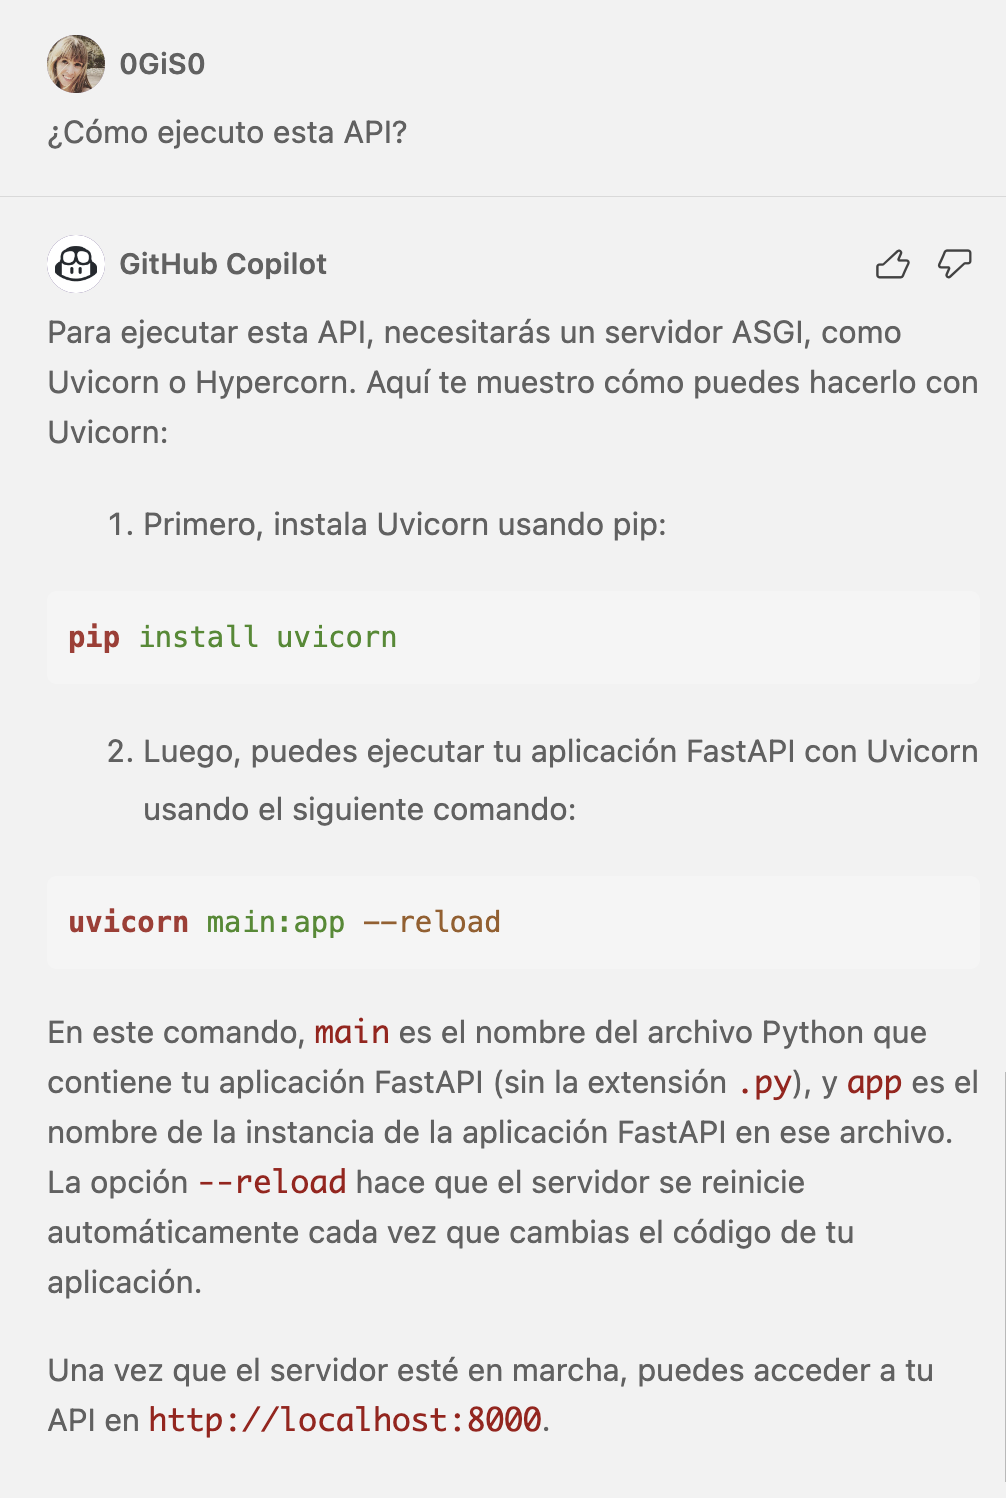 0GiS0
¿Cómo ejecuto esta API?
GitHub Copilot
Para ejecutar esta API, necesitarás un servidor ASGI, como
Uvicorn o Hypercorn. Aquí te muestro cómo puedes hacerlo con
Uvicorn:
1. Primero, instala Uvicorn usando pip:
pip install uvicorn
2. Luego, puedes ejecutar tu aplicación FastAPI con Uvicorn
usando el siguiente comando:
uvicorn main:app --reload
En este comando, main es el nombre del archivo Python que
contiene tu aplicación FastAPI (sin la extensión .py), y app es el
nombre de la instancia de la aplicación FastAPI en ese archivo.
La opción --reload hace que el servidor se reinicie
automáticamente cada vez que cambias el código de tu
aplicación.
Una vez que el servidor esté en marcha, puedes acceder a tu
API en http://localhost:8000.